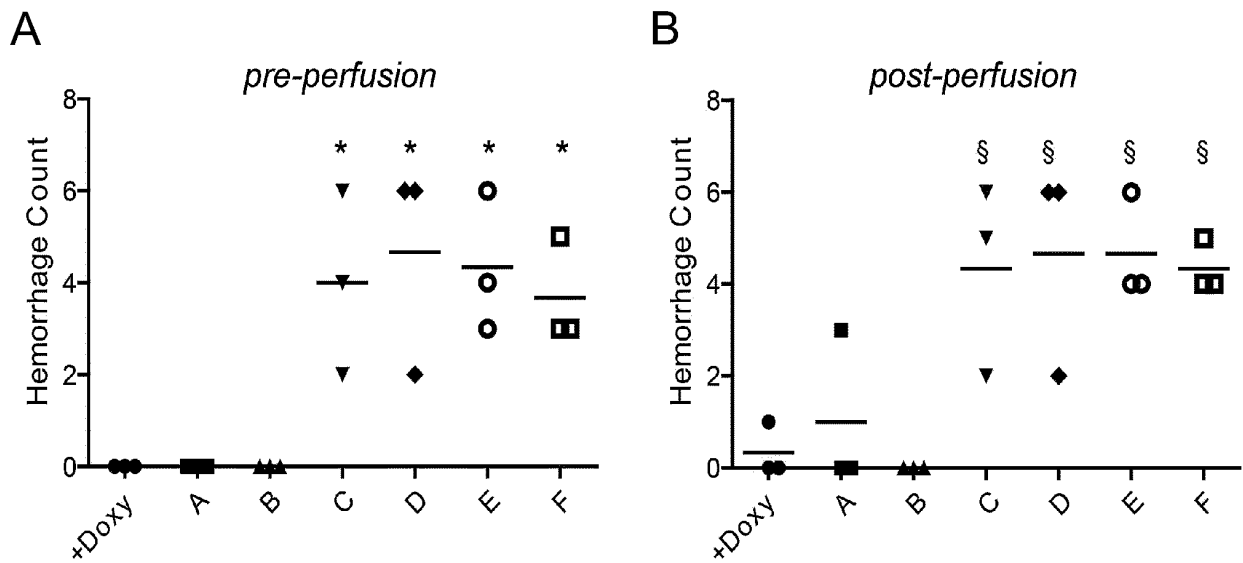 A
pre-perfusion
Hemorrhage Count
8
6
4
2
0
* * * *
+Doxy A B C D E F
B
post-perfusion
Hemorrhage Count
8
6
4
2
0
§ § § §
+Doxy A B C D E F